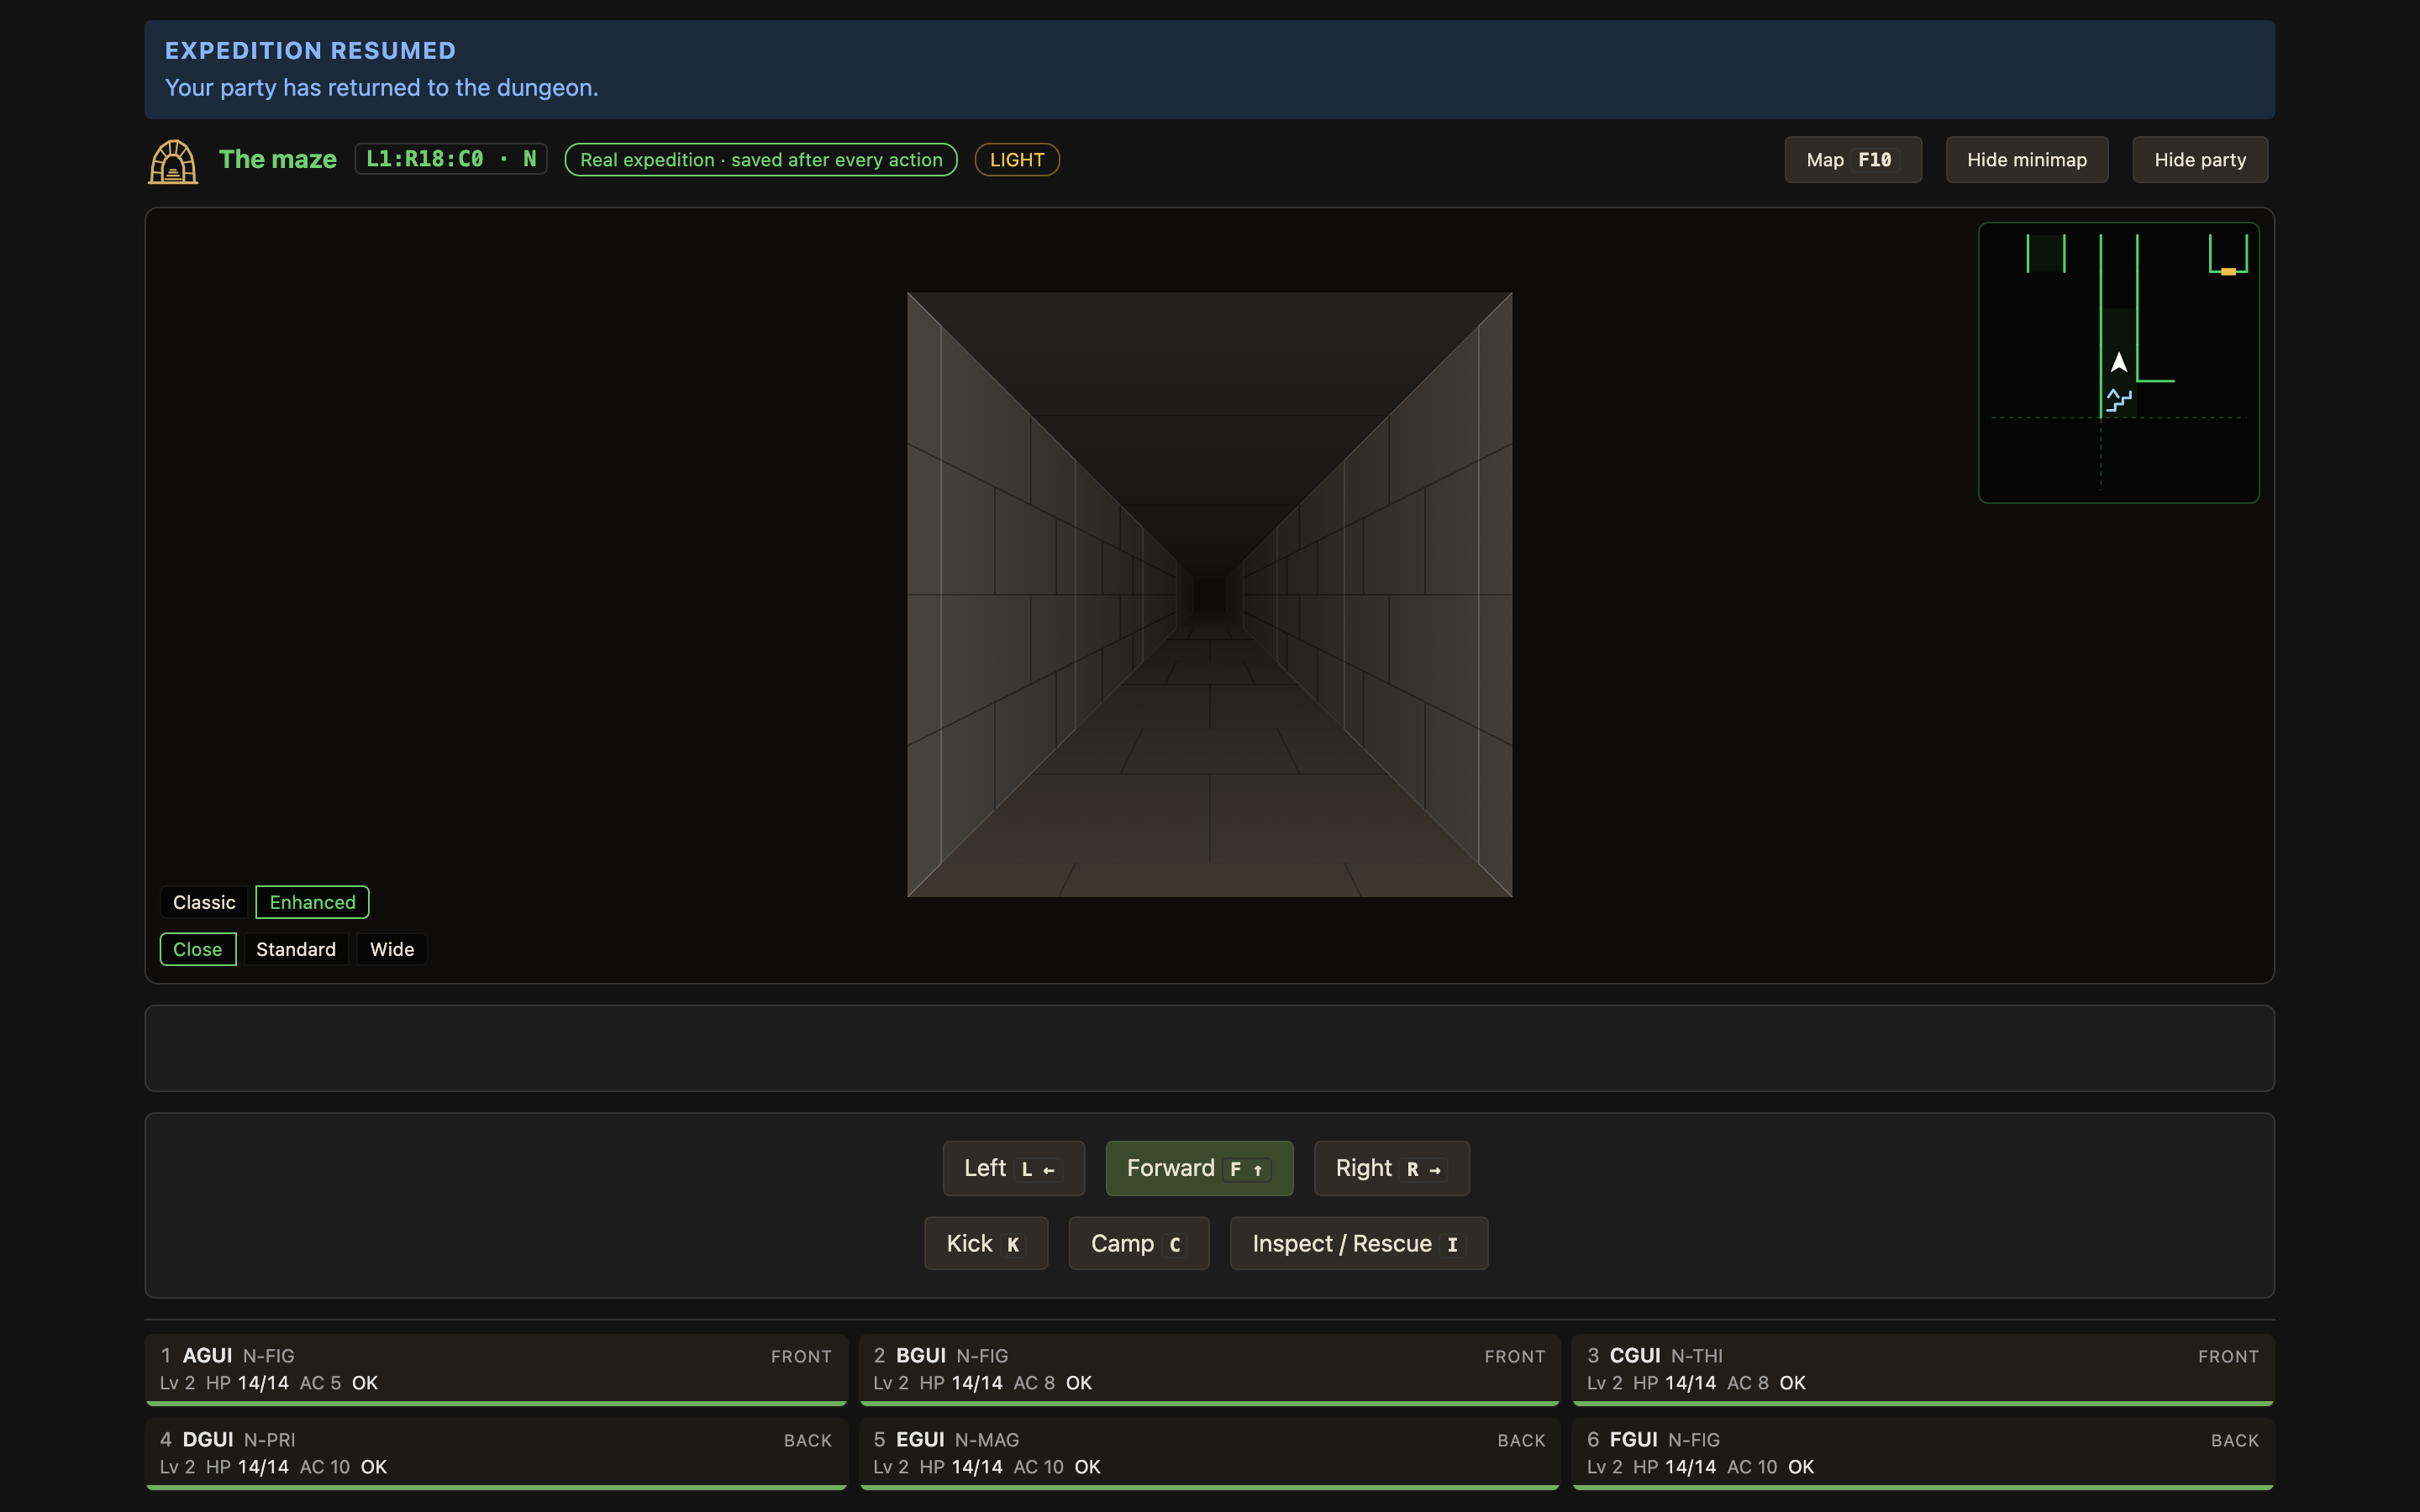 EXPEDITION RESUMED
Your party has returned to the dungeon.
The maze L1:R18:C0 · N Real expedition · saved after every action LIGHT Map F10 Hide minimap Hide party
Classic Enhanced
Close Standard Wide
Left L ← Forward F ↑ Right R →
Kick K Camp C Inspect / Rescue I
1 AGUI N-FIG FRONT
Lv 2 HP 14/14 AC 5 OK
2 BGUI N-FIG FRONT
Lv 2 HP 14/14 AC 8 OK
3 CGUI N-THI FRONT
Lv 2 HP 14/14 AC 8 OK
4 DGUI N-PRI BACK
Lv 2 HP 14/14 AC 10 OK
5 EGUI N-MAG BACK
Lv 2 HP 14/14 AC 10 OK
6 FGUI N-FIG BACK
Lv 2 HP 14/14 AC 10 OK